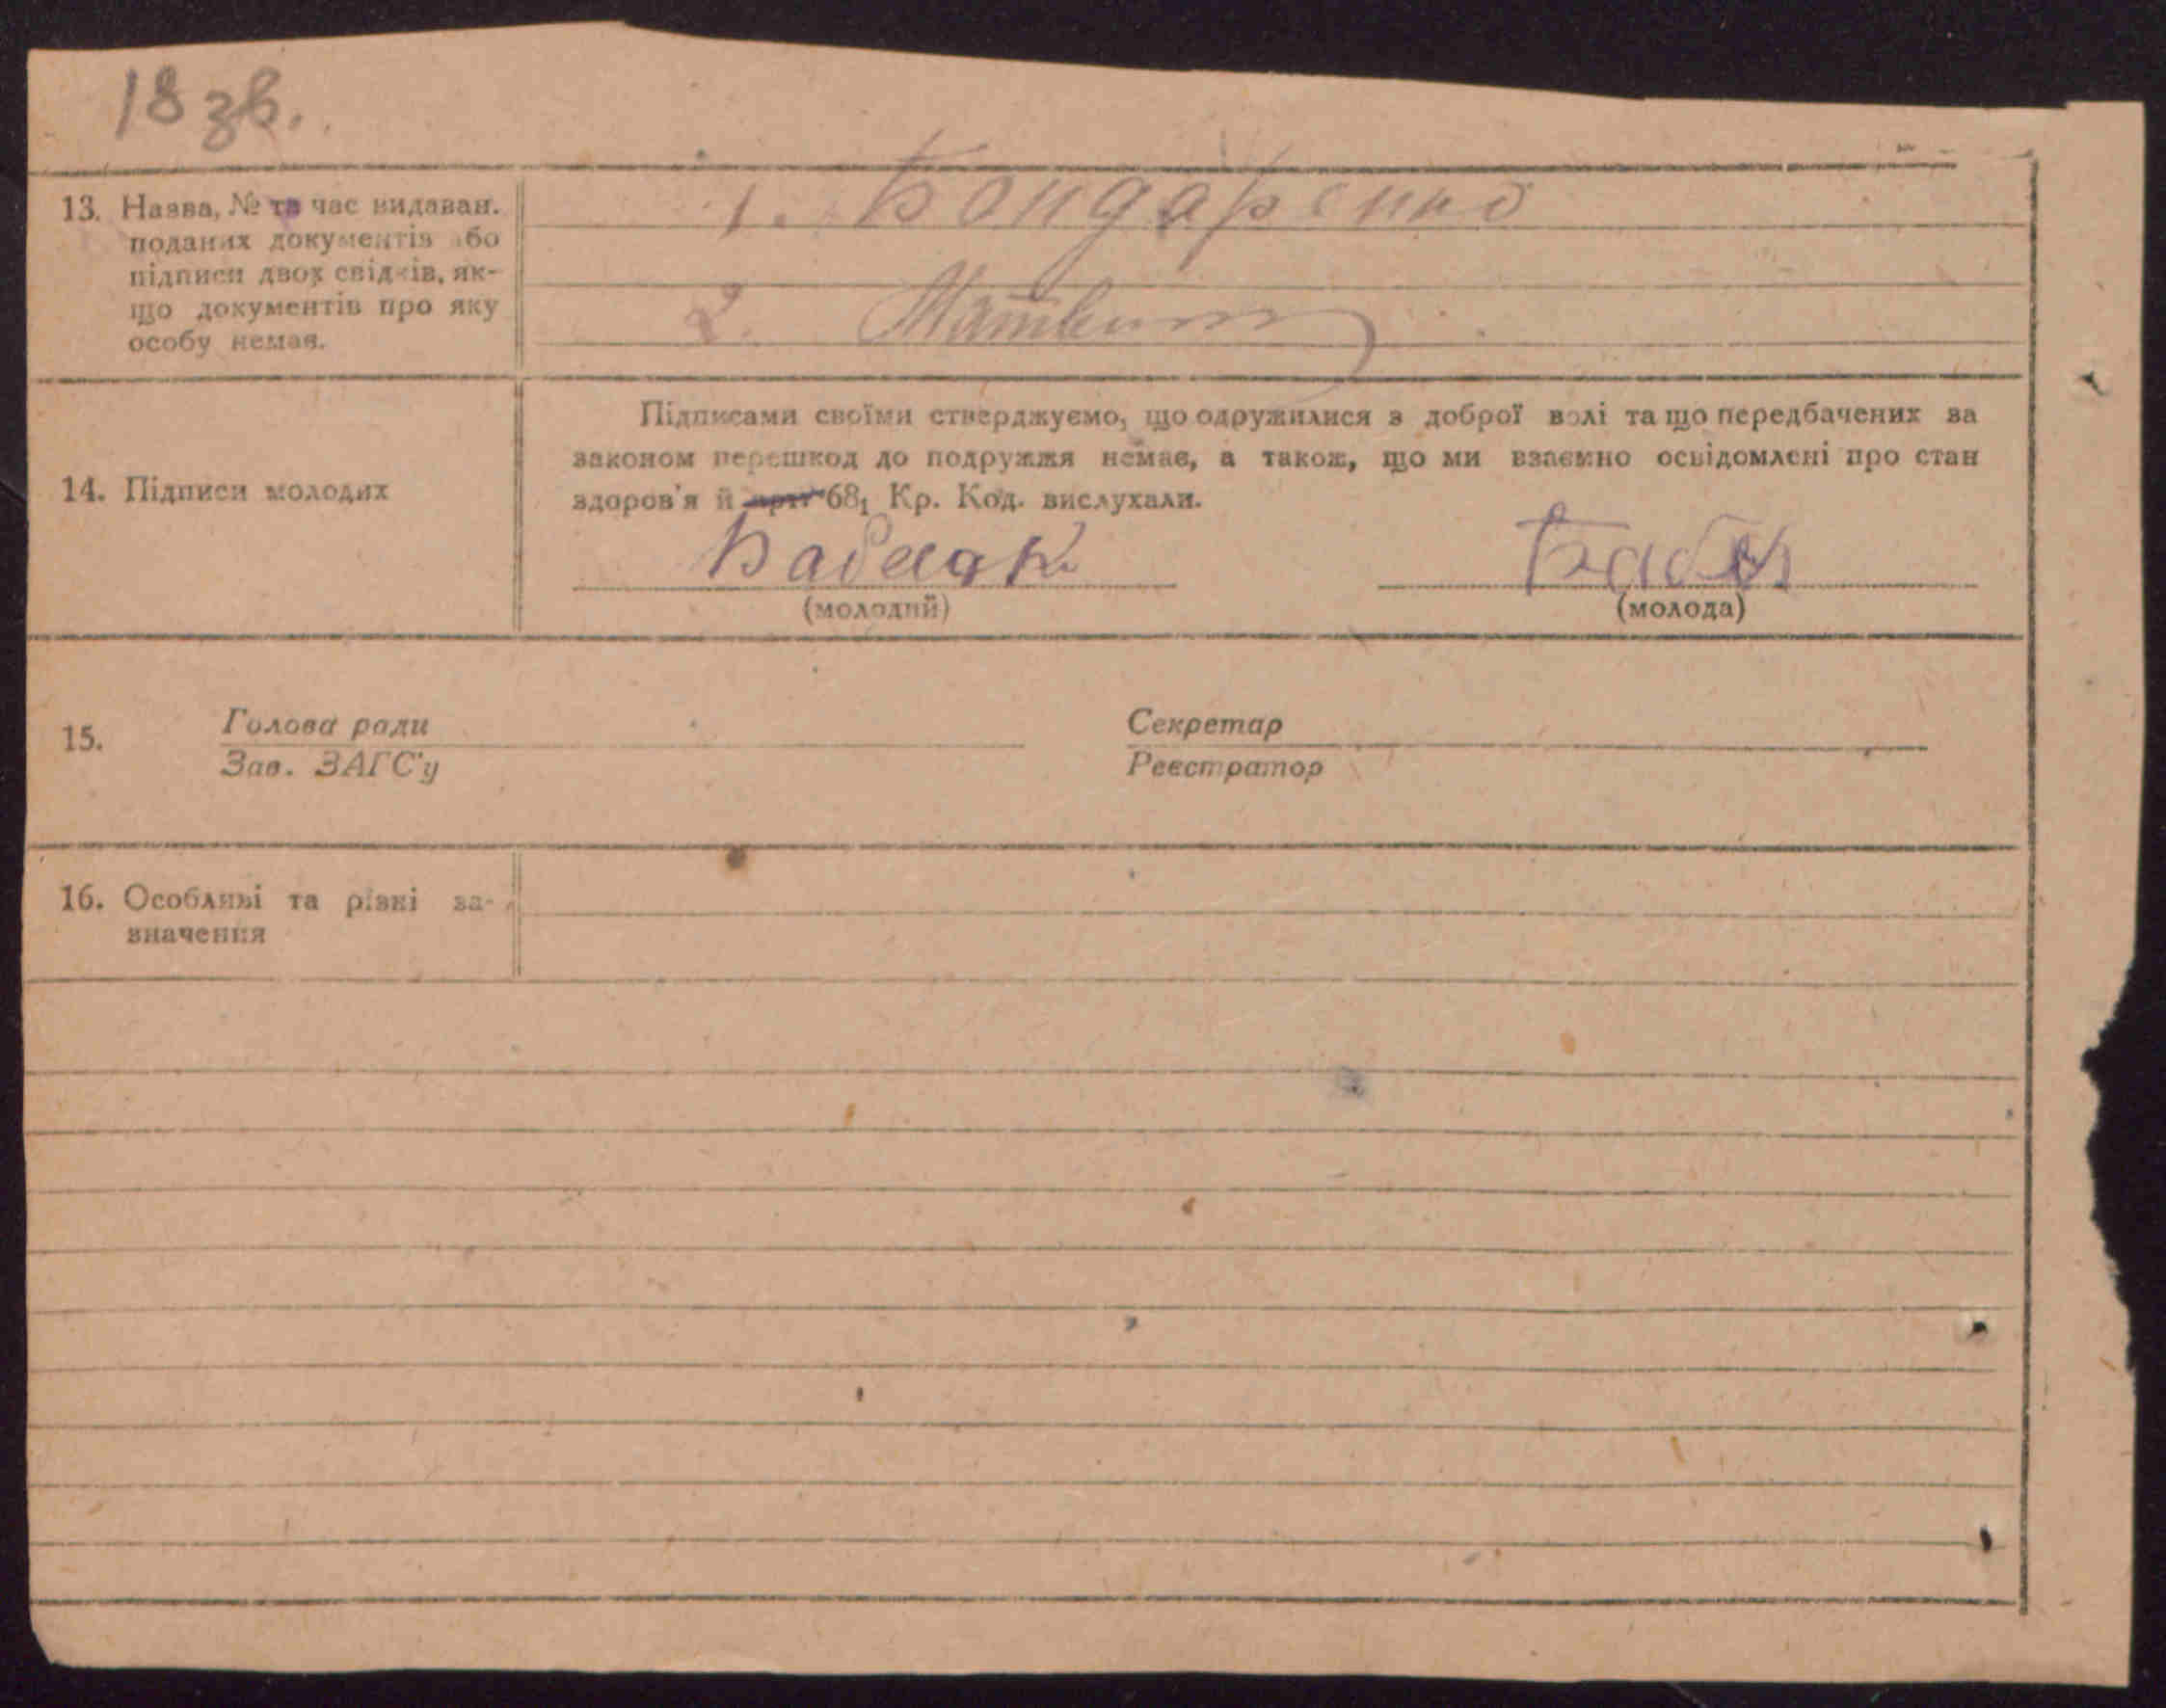 18 зв.
1. Бондаренко
13. Назва, № та час видаван.
поданих документів або
підписи двох свідків, як-
що документів про яку
особу немає.
2.
Підписами своїми стверджуємо, що одружилися з доброї волі та що передбачених за
законом перешкод до подружжя немає, а також, що ми взаємно освідомлені про стан
14. Підписи молодих
здоров'я й арт 68₁ Кр. Код. вислухали.
(молодий) (молода)
15. Голова ради Секретар
Зав. ЗАГС'у Реєстратор
16. Особливі та різні за-
значення